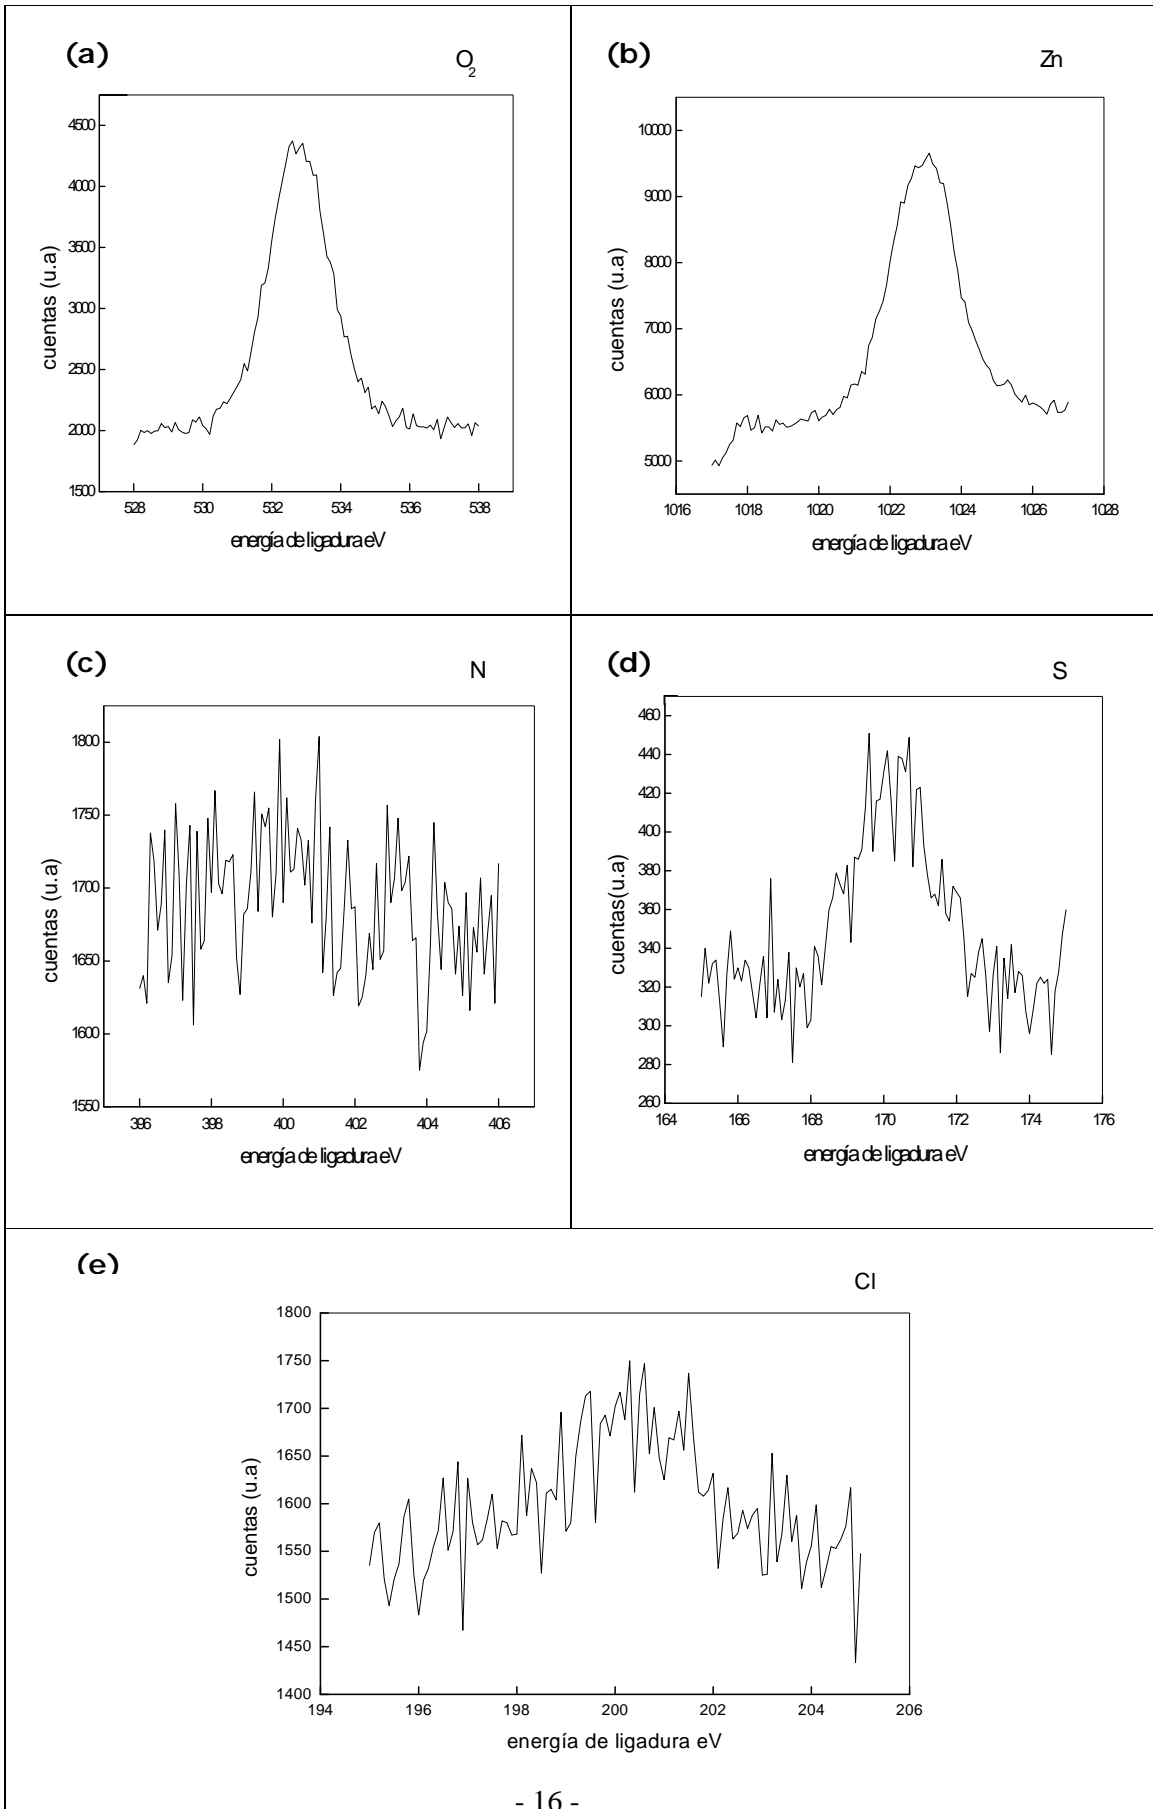 (a)
O2
4500
4000
3500
3000
2500
2000
1500
528 530 532 534 536 538
cuentas (u.a)
energía de ligadura eV
(b)
Zn
10000
9000
8000
7000
6000
5000
1016 1018 1020 1022 1024 1026 1028
cuentas (u.a)
energía de ligadura eV
(c)
N
1800
1750
1700
1650
1600
1550
396 398 400 402 404 406
cuentas (u.a)
energía de ligadura eV
(d)
S
460
440
420
400
380
360
340
320
300
280
260
164 166 168 170 172 174 176
cuentas(u.a)
energía de ligadura eV
(e)
Cl
1800
1750
1700
1650
1600
1550
1500
1450
1400
194 196 198 200 202 204 206
cuentas (u.a)
energía de ligadura eV
- 16 -